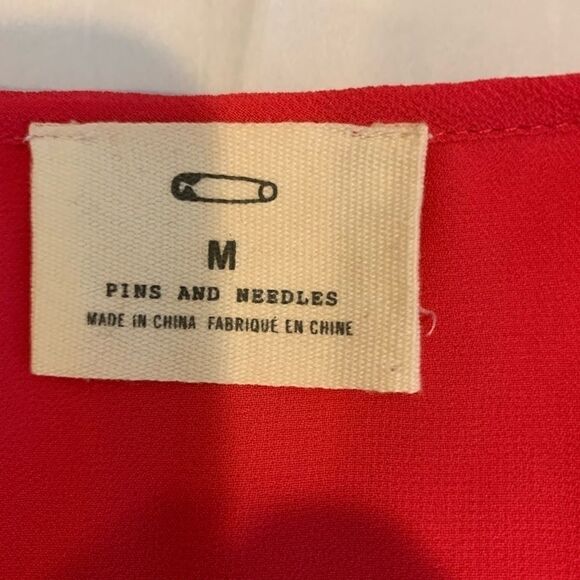 M
PINS AND NEEDLES
MADE IN CHINA FABRIQUÉ EN CHINE